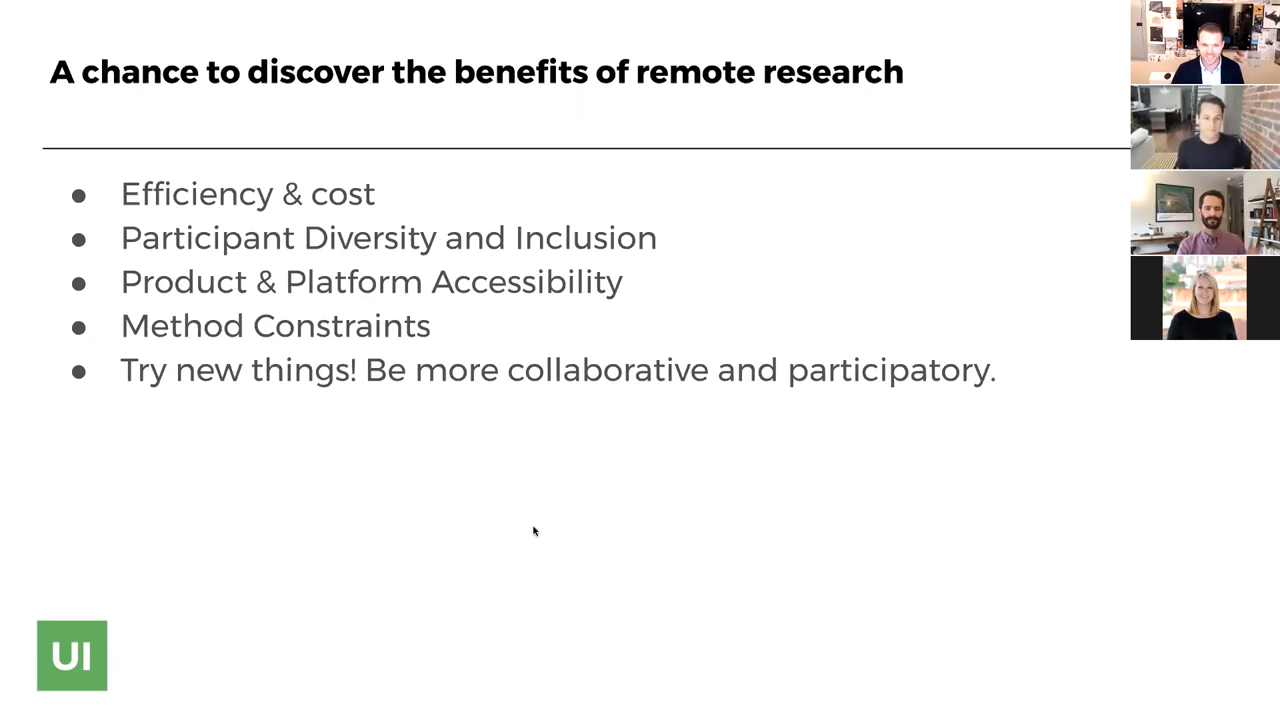 A chance to discover the benefits of remote research
● Efficiency & cost
● Participant Diversity and Inclusion
● Product & Platform Accessibility
● Method Constraints
● Try new things! Be more collaborative and participatory.
UI